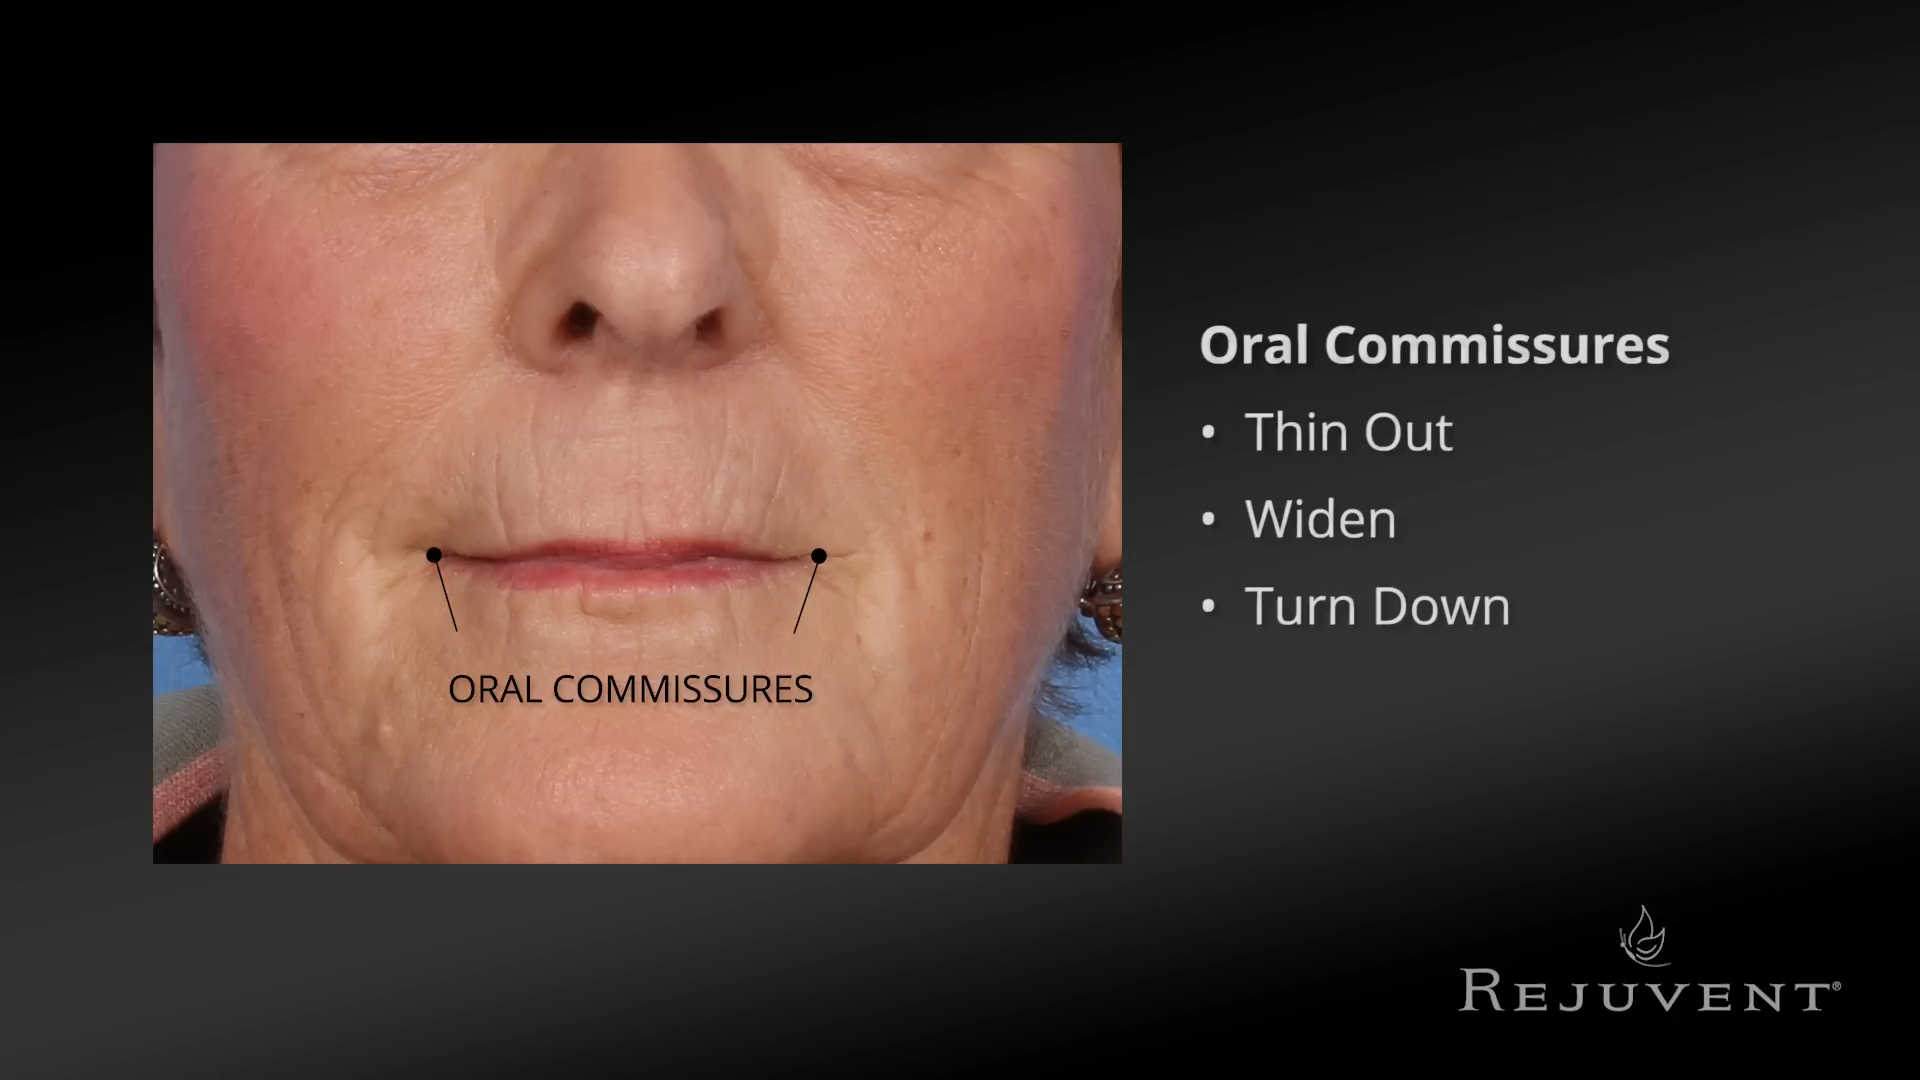 ORAL COMMISSURES
Oral Commissures
• Thin Out
• Widen
• Turn Down
REJUVENT®